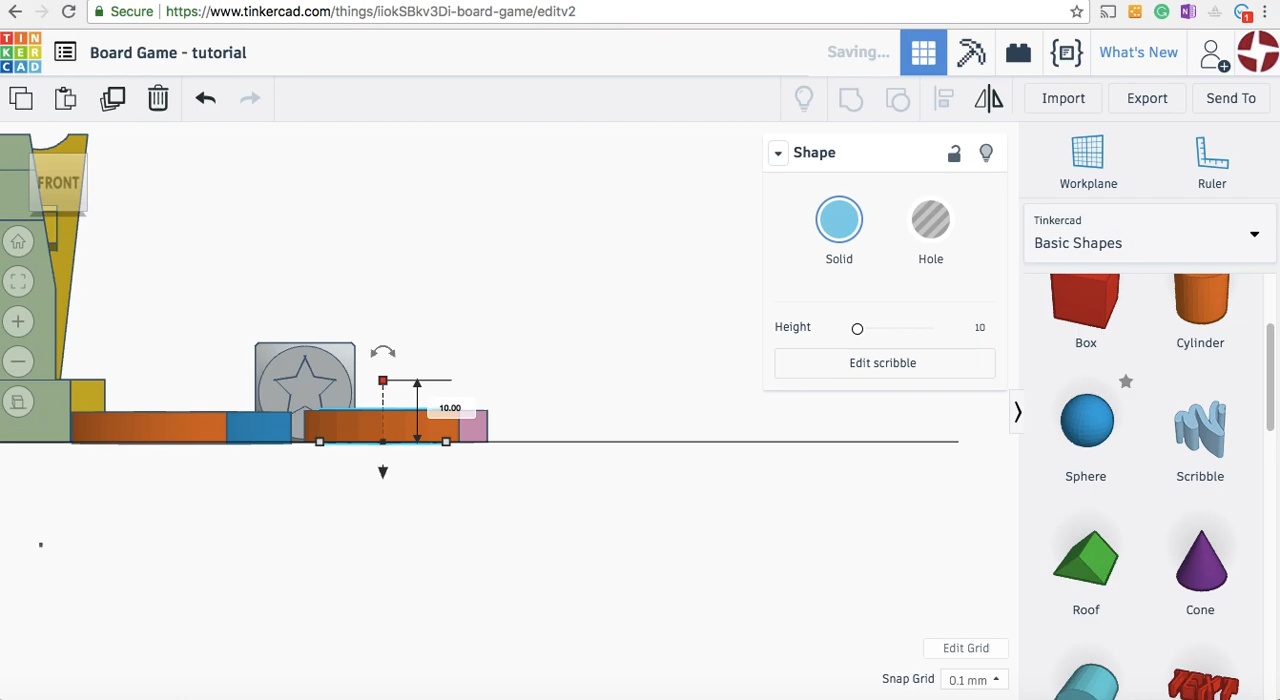 Secure
https://www.tinkercad.com/things/iiokSBkv3Di-board-game/editv2
1
TIN
KER
CAD
Board Game - tutorial
Saving...
What's New
Import
Export
Send To
FRONT
Shape
Solid
Hole
Height
10
Edit scribble
10.00
Workplane
Ruler
Tinkercad
Basic Shapes
Box
Cylinder
Sphere
Scribble
Roof
Cone
TEXT
Edit Grid
Snap Grid
0.1 mm